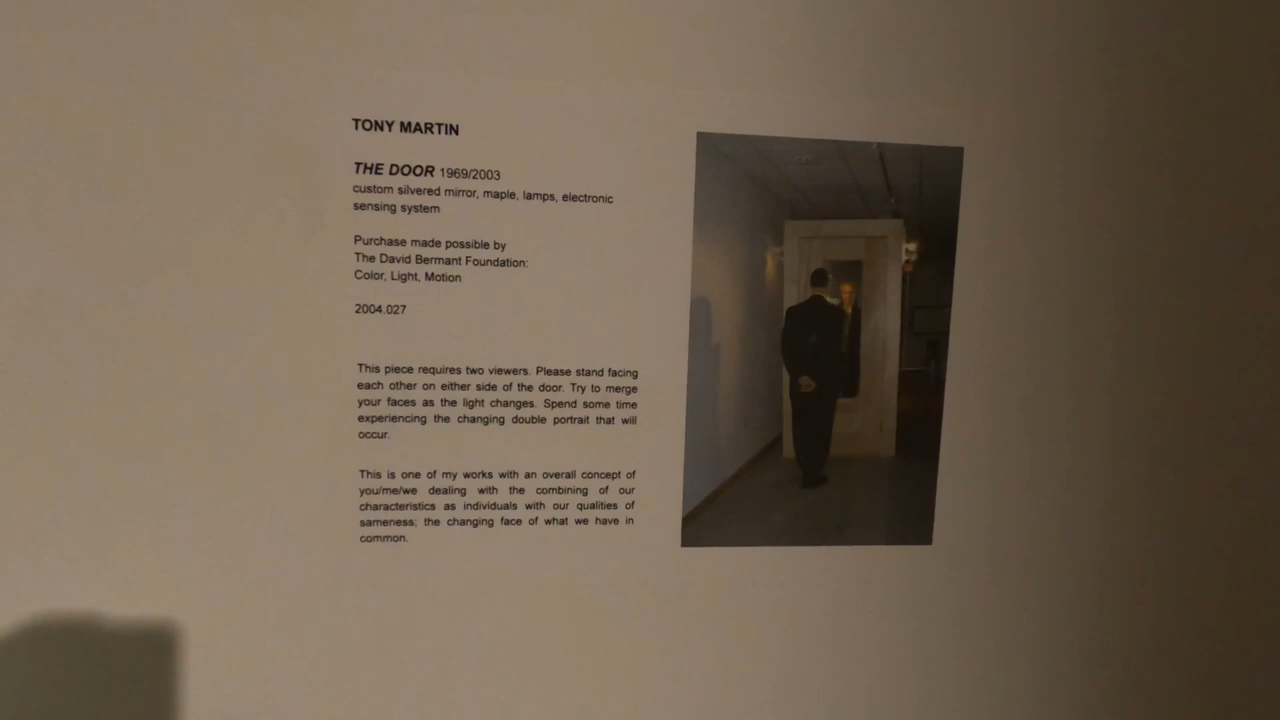 TONY MARTIN
THE DOOR 1969/2003
custom silvered mirror, maple, lamps, electronic
sensing system
Purchase made possible by
The David Bermant Foundation:
Color, Light, Motion
2004.027
This piece requires two viewers. Please stand facing
each other on either side of the door. Try to merge
your faces as the light changes. Spend some time
experiencing the changing double portrait that will
occur.
This is one of my works with an overall concept of
you/me/we dealing with the combining of our
characteristics as individuals with our qualities of
sameness; the changing face of what we have in
common.